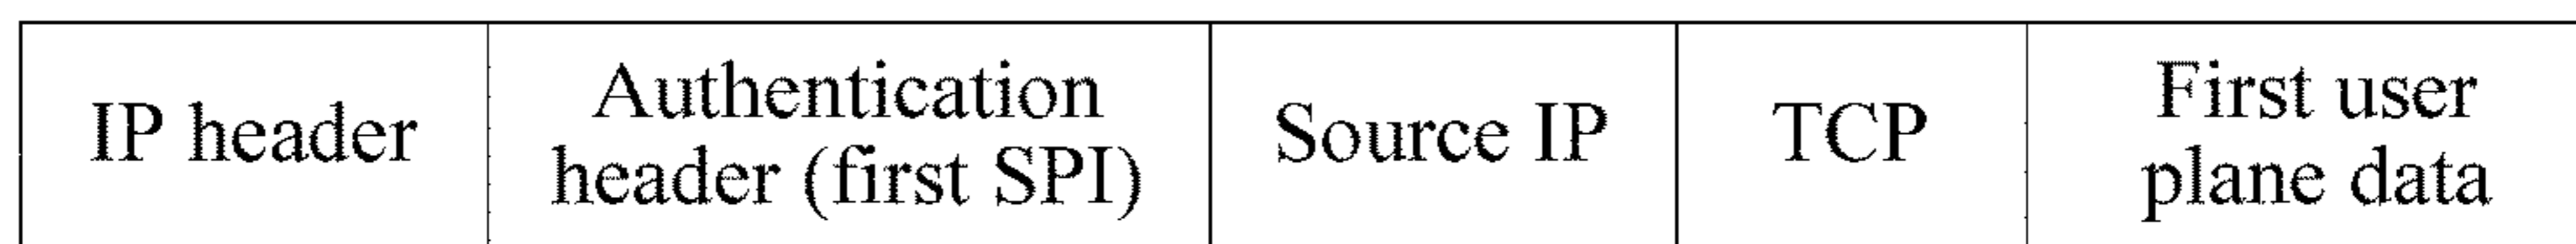 IP header
Authentication
header (first SPI)
Source IP
TCP
First user
plane data